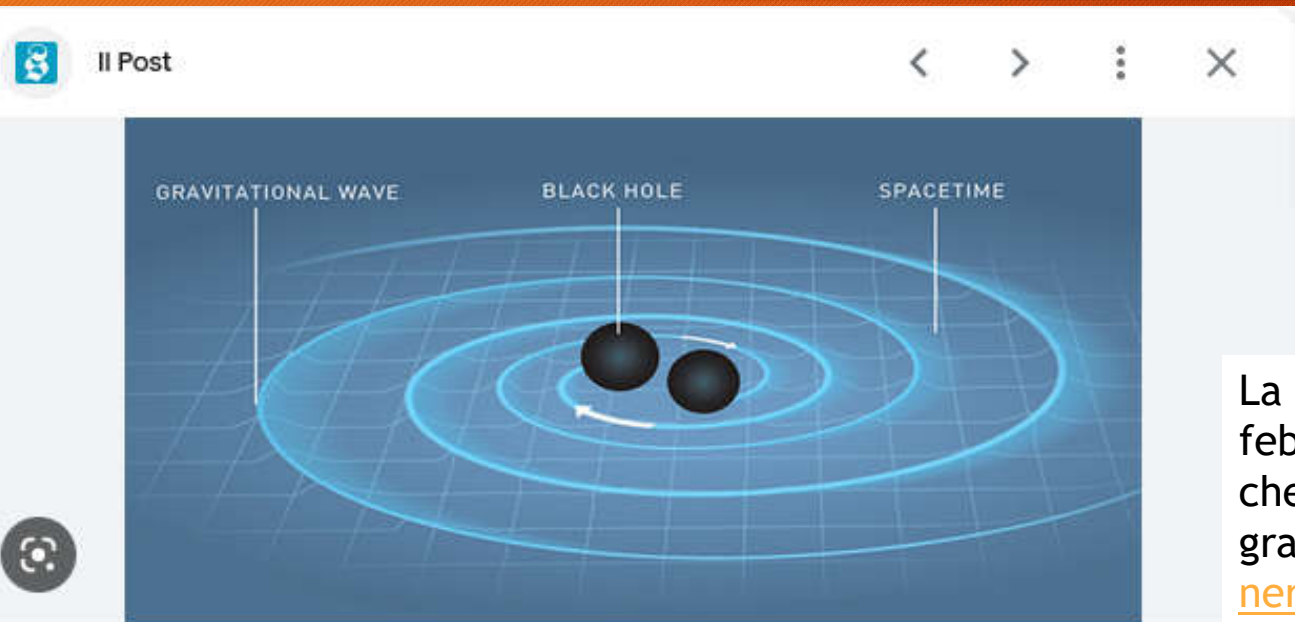 Il Post
GRAVITATIONAL WAVE
BLACK HOLE
SPACETIME
La
feb
che
gra
ner